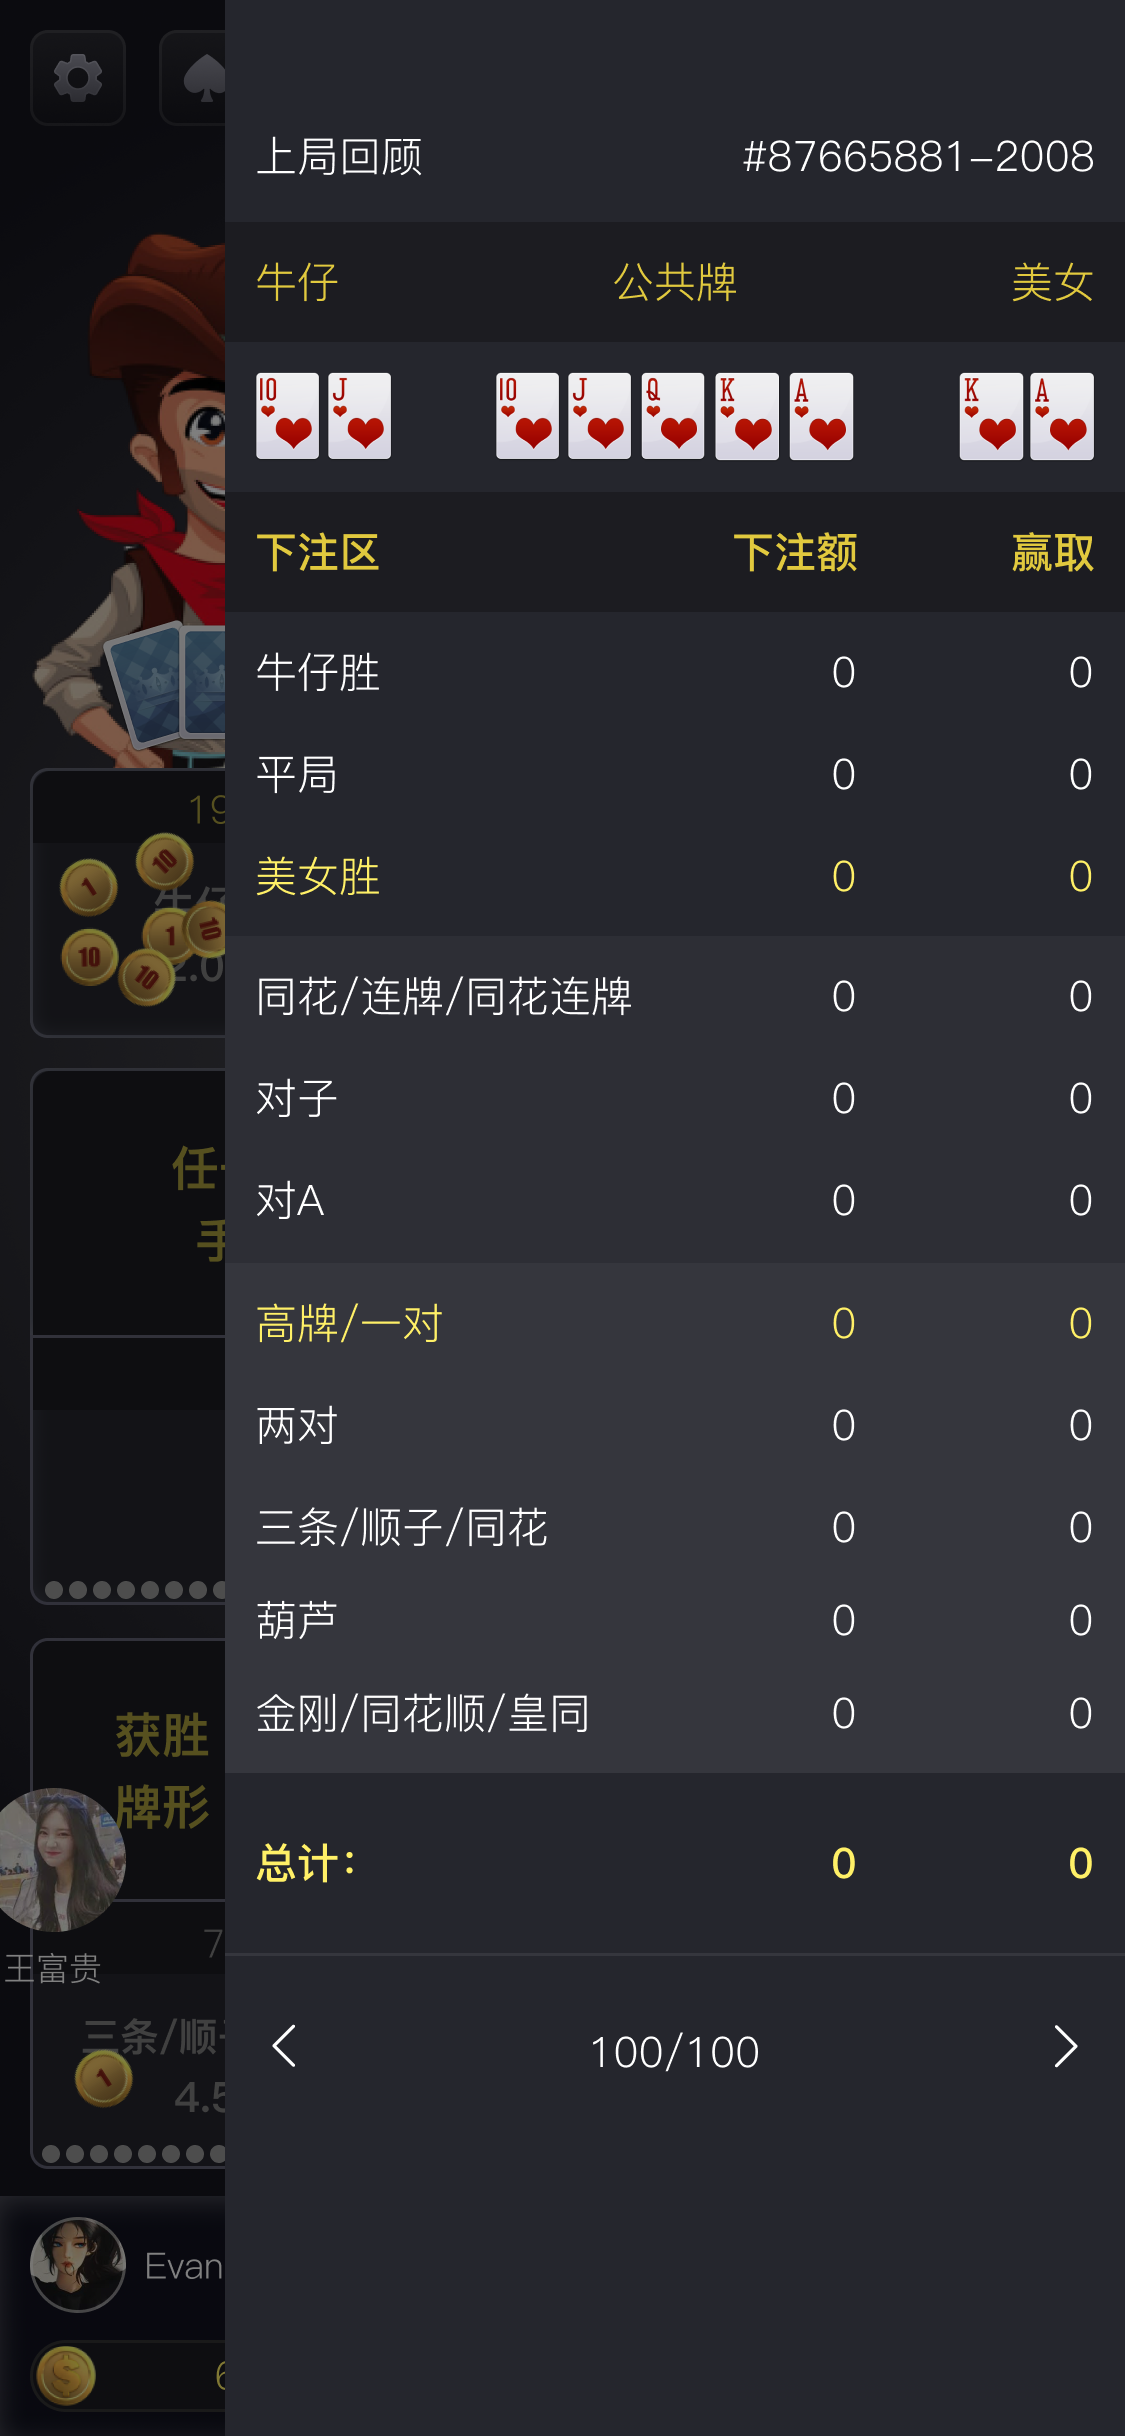 上局回顾 #87665881-2008
牛仔 公共牌 美女
10 J 10 J Q K A K A
下注区 下注额 赢取
牛仔胜 0 0
平局 0 0
美女胜 0 0
同花/连牌/同花连牌 0 0
对子 0 0
对A 0 0
高牌/一对 0 0
两对 0 0
三条/顺子/同花 0 0
葫芦 0 0
金刚/同花顺/皇同 0 0
总计: 0 0
100/100
19
10
1
牛仔
1 10
10
10
2.0
任
手
获胜
牌形
7
王富贵
三条/顺
1
4.5
Evan
$ 6